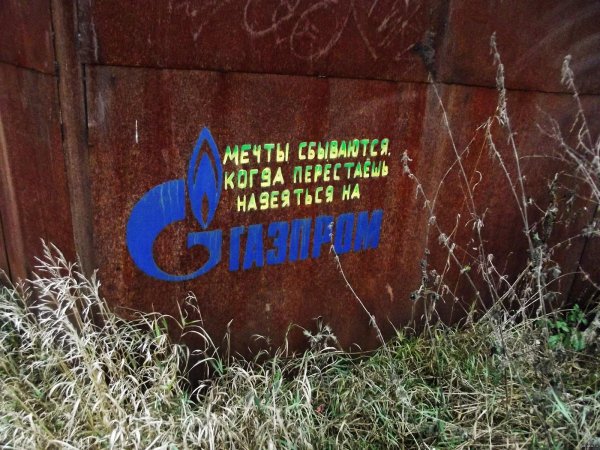 МЕЧТЫ СБЫВАЮТСЯ,
КОГДА ПЕРЕСТАЁШЬ
НАДЕЯТЬСЯ НА
ГАЗПРОМ